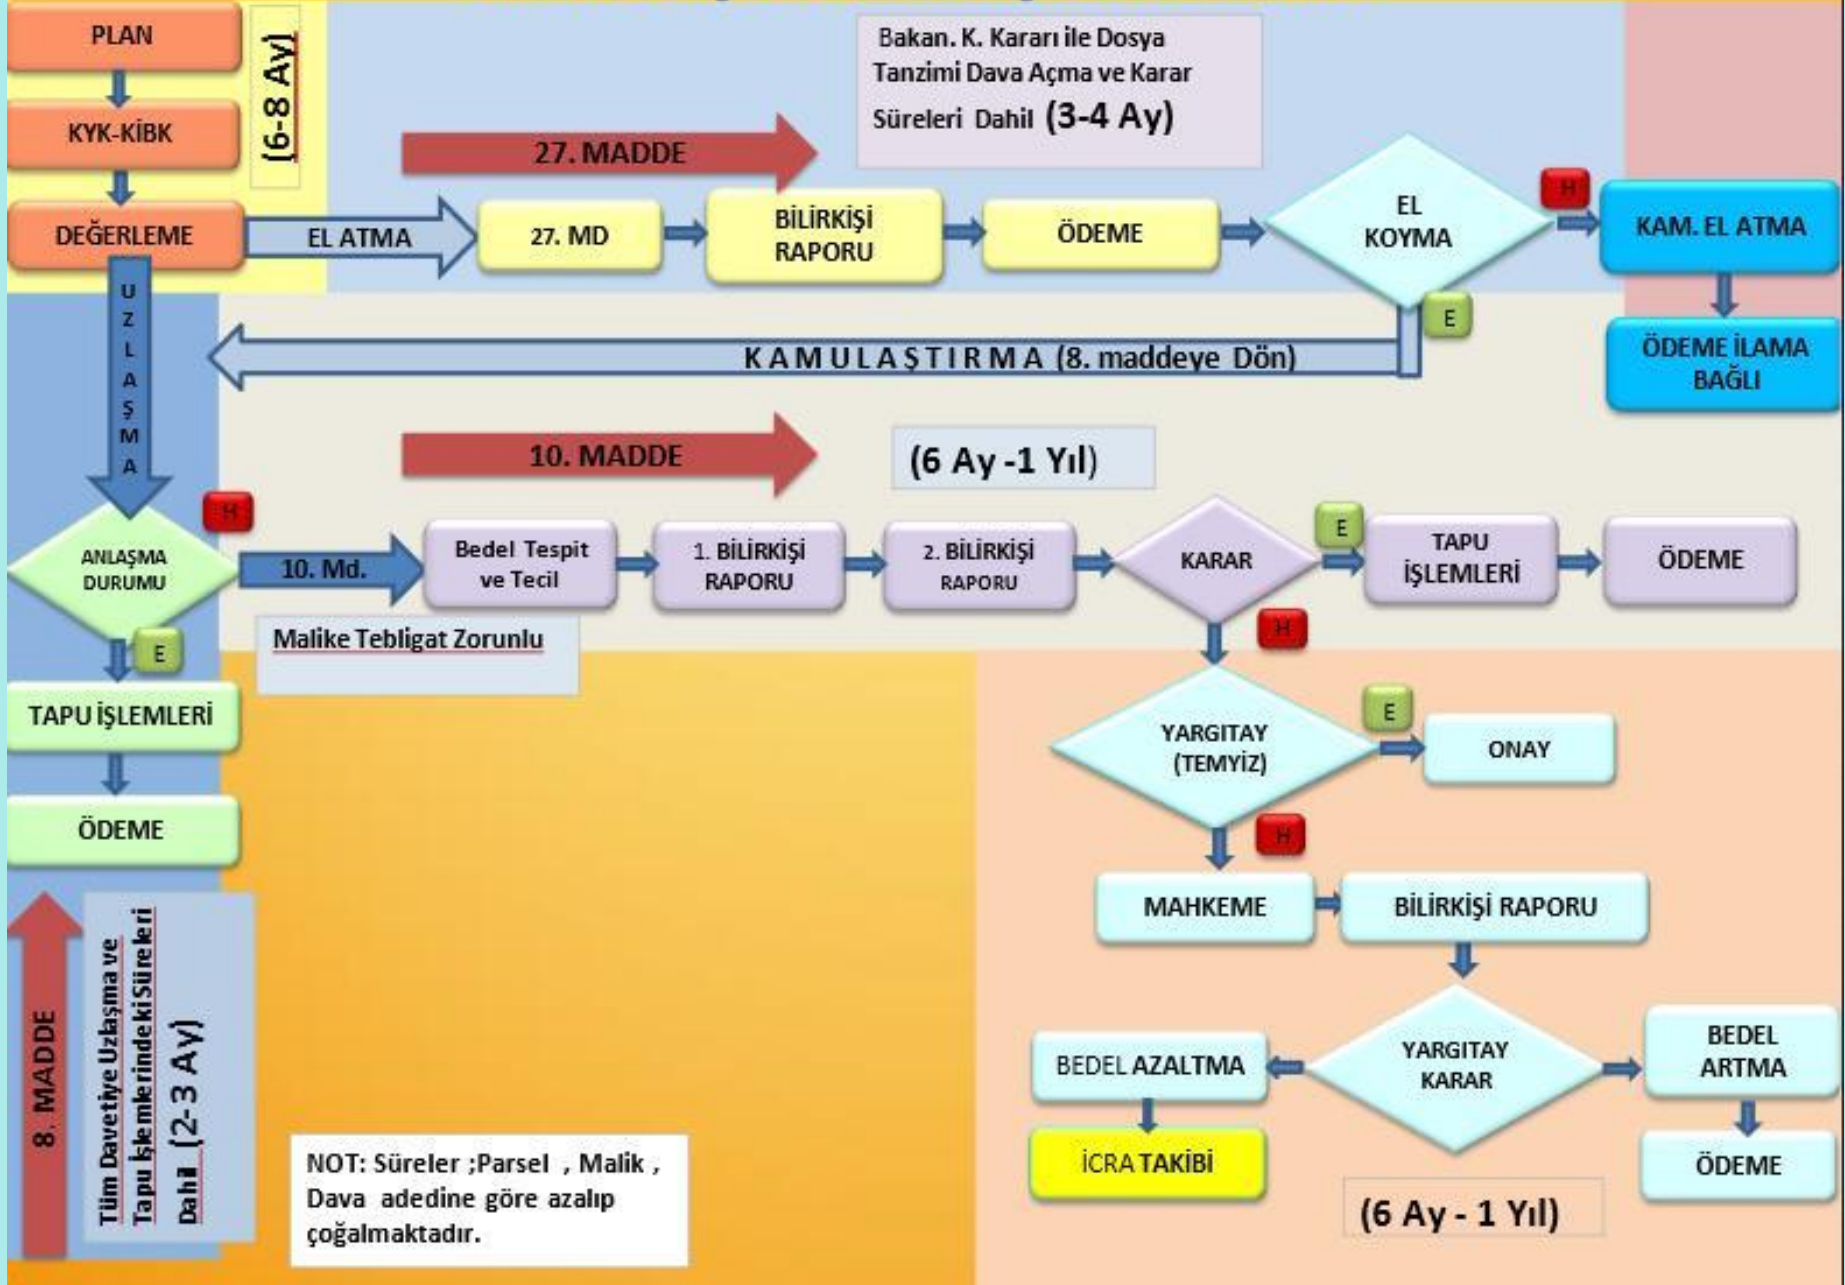 PLAN
KYK-KİBK
DEĞERLEME
(6-8 Ay)
Bakan. K. Kararı ile Dosya
Tanzimi Dava Açma ve Karar
Süreleri Dahil (3-4 Ay)
27. MADDE
EL ATMA
27. MD
BİLİRKİŞİ
RAPORU
ÖDEME
EL
KOYMA
H
KAM. EL ATMA
E
ÖDEME İLAMA
BAĞLI
UZLAŞMA
KAMULAŞTIRMA (8. maddeye Dön)
10. MADDE
(6 Ay -1 Yıl)
ANLAŞMA
DURUMU
H
10. Md.
Bedel Tespit
ve Tecil
1. BİLİRKİŞİ
RAPORU
2. BİLİRKİŞİ
RAPORU
KARAR
E
TAPU
İŞLEMLERİ
ÖDEME
Malike Tebligat Zorunlu
E
H
TAPU İŞLEMLERİ
ÖDEME
YARGITAY
(TEMYİZ)
E
ONAY
H
MAHKEME
BİLİRKİŞİ RAPORU
YARGITAY
KARAR
BEDEL AZALTMA
BEDEL
ARTMA
İCRA TAKİBİ
ÖDEME
(6 Ay - 1 Yıl)
8. MADDE
Tüm Davetiye Uzlaşma ve
Tapu İşlemlerindeki Süreleri
Dahil (2-3 Ay)
NOT: Süreler ;Parsel , Malik ,
Dava adedine göre azalıp
çoğalmaktadır.